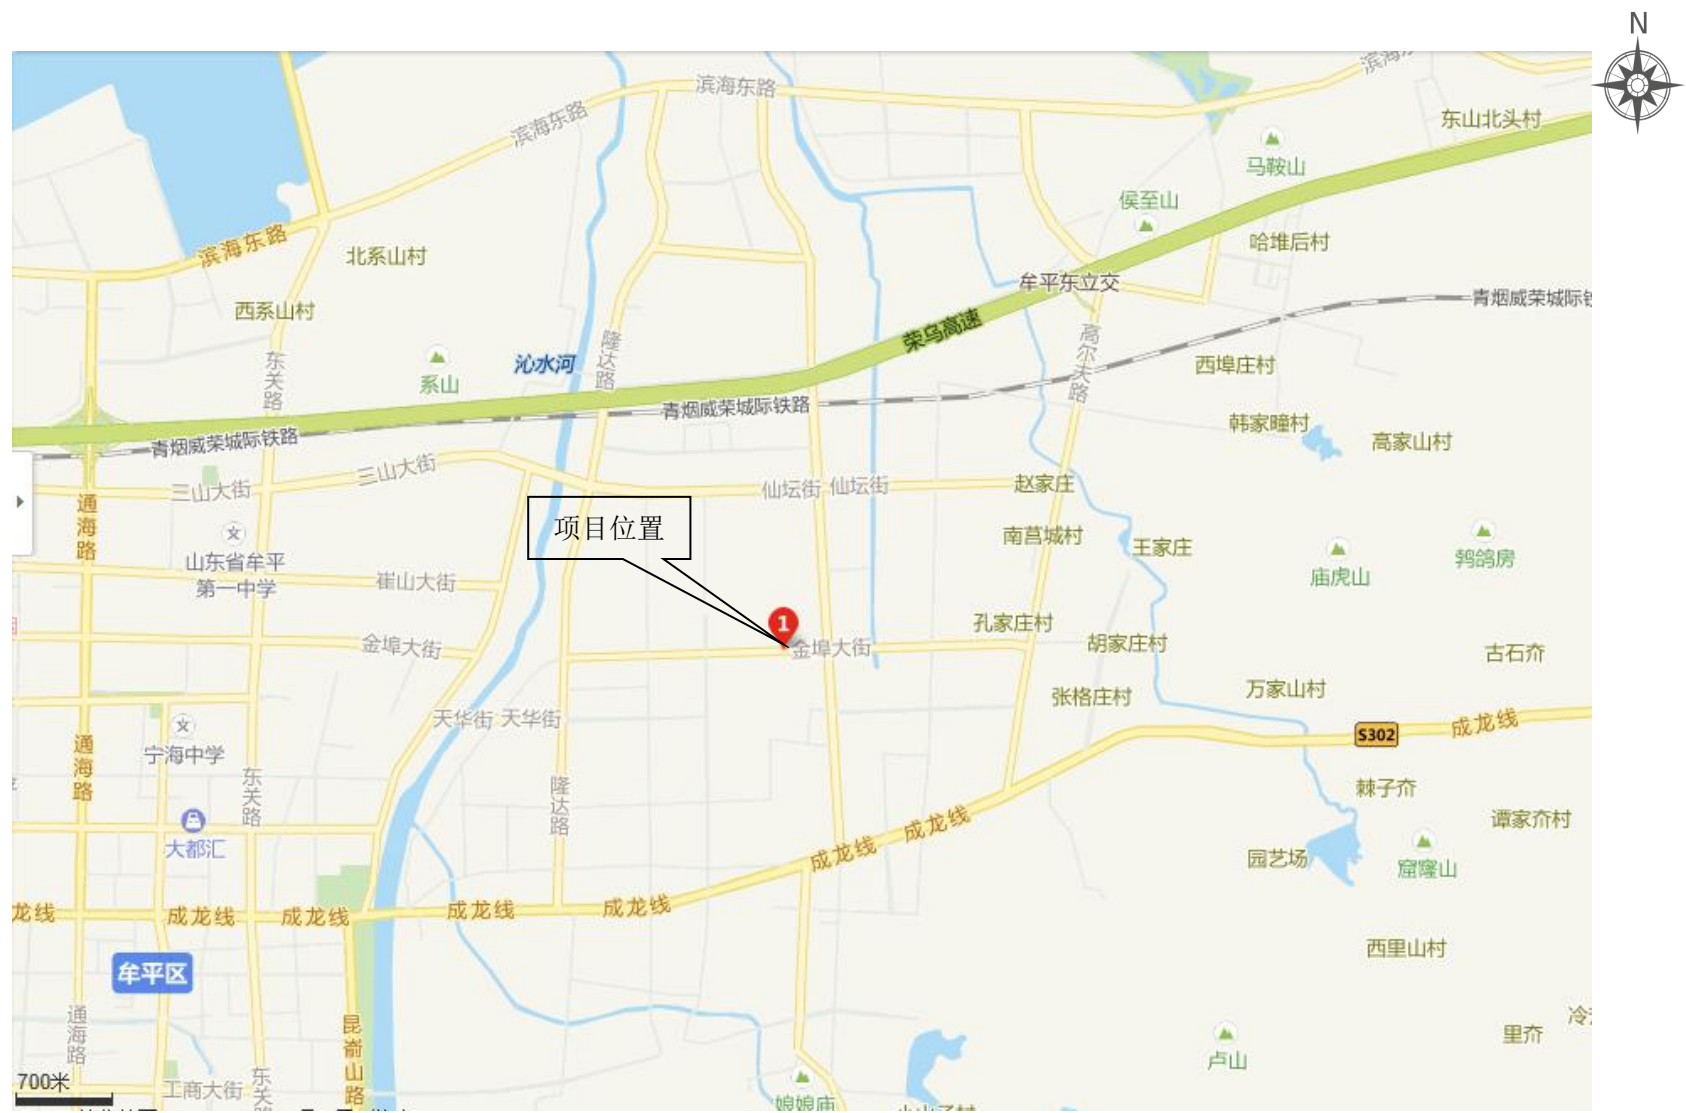 N
滨海东路
滨海东路
滨海
东山北头村
马鞍山
侯至山
滨海东路
北系山村
哈堆后村
牟平东立交
青烟威荣城际铁
西系山村
荣乌高速
高尔夫路
隆达路
东关路
沁水河
系山
西埠庄村
青烟威荣城际铁路
韩家疃村
高家山村
青烟威荣城际铁路
三山大街
三山大街
仙坛街
仙坛街
赵家庄
通海路
项目位置
南莒城村
王家庄
山东省牟平
第一中学
庙虎山
鹁鸽房
崔山大街
1
孔家庄村
金埠大街
金埠大街
胡家庄村
古石夼
张格庄村
万家山村
天华街
天华街
S302
成龙线
宁海中学
通海路
东关路
隆达路
棘子夼
谭家夼村
大都汇
成龙线
成龙线
园艺场
窟窿山
龙线
成龙线
成龙线
成龙线
成龙线
西里山村
牟平区
通海路
昆嵛山路
冷
里夼
卢山
700米
工商大街
东关
娘娘庙